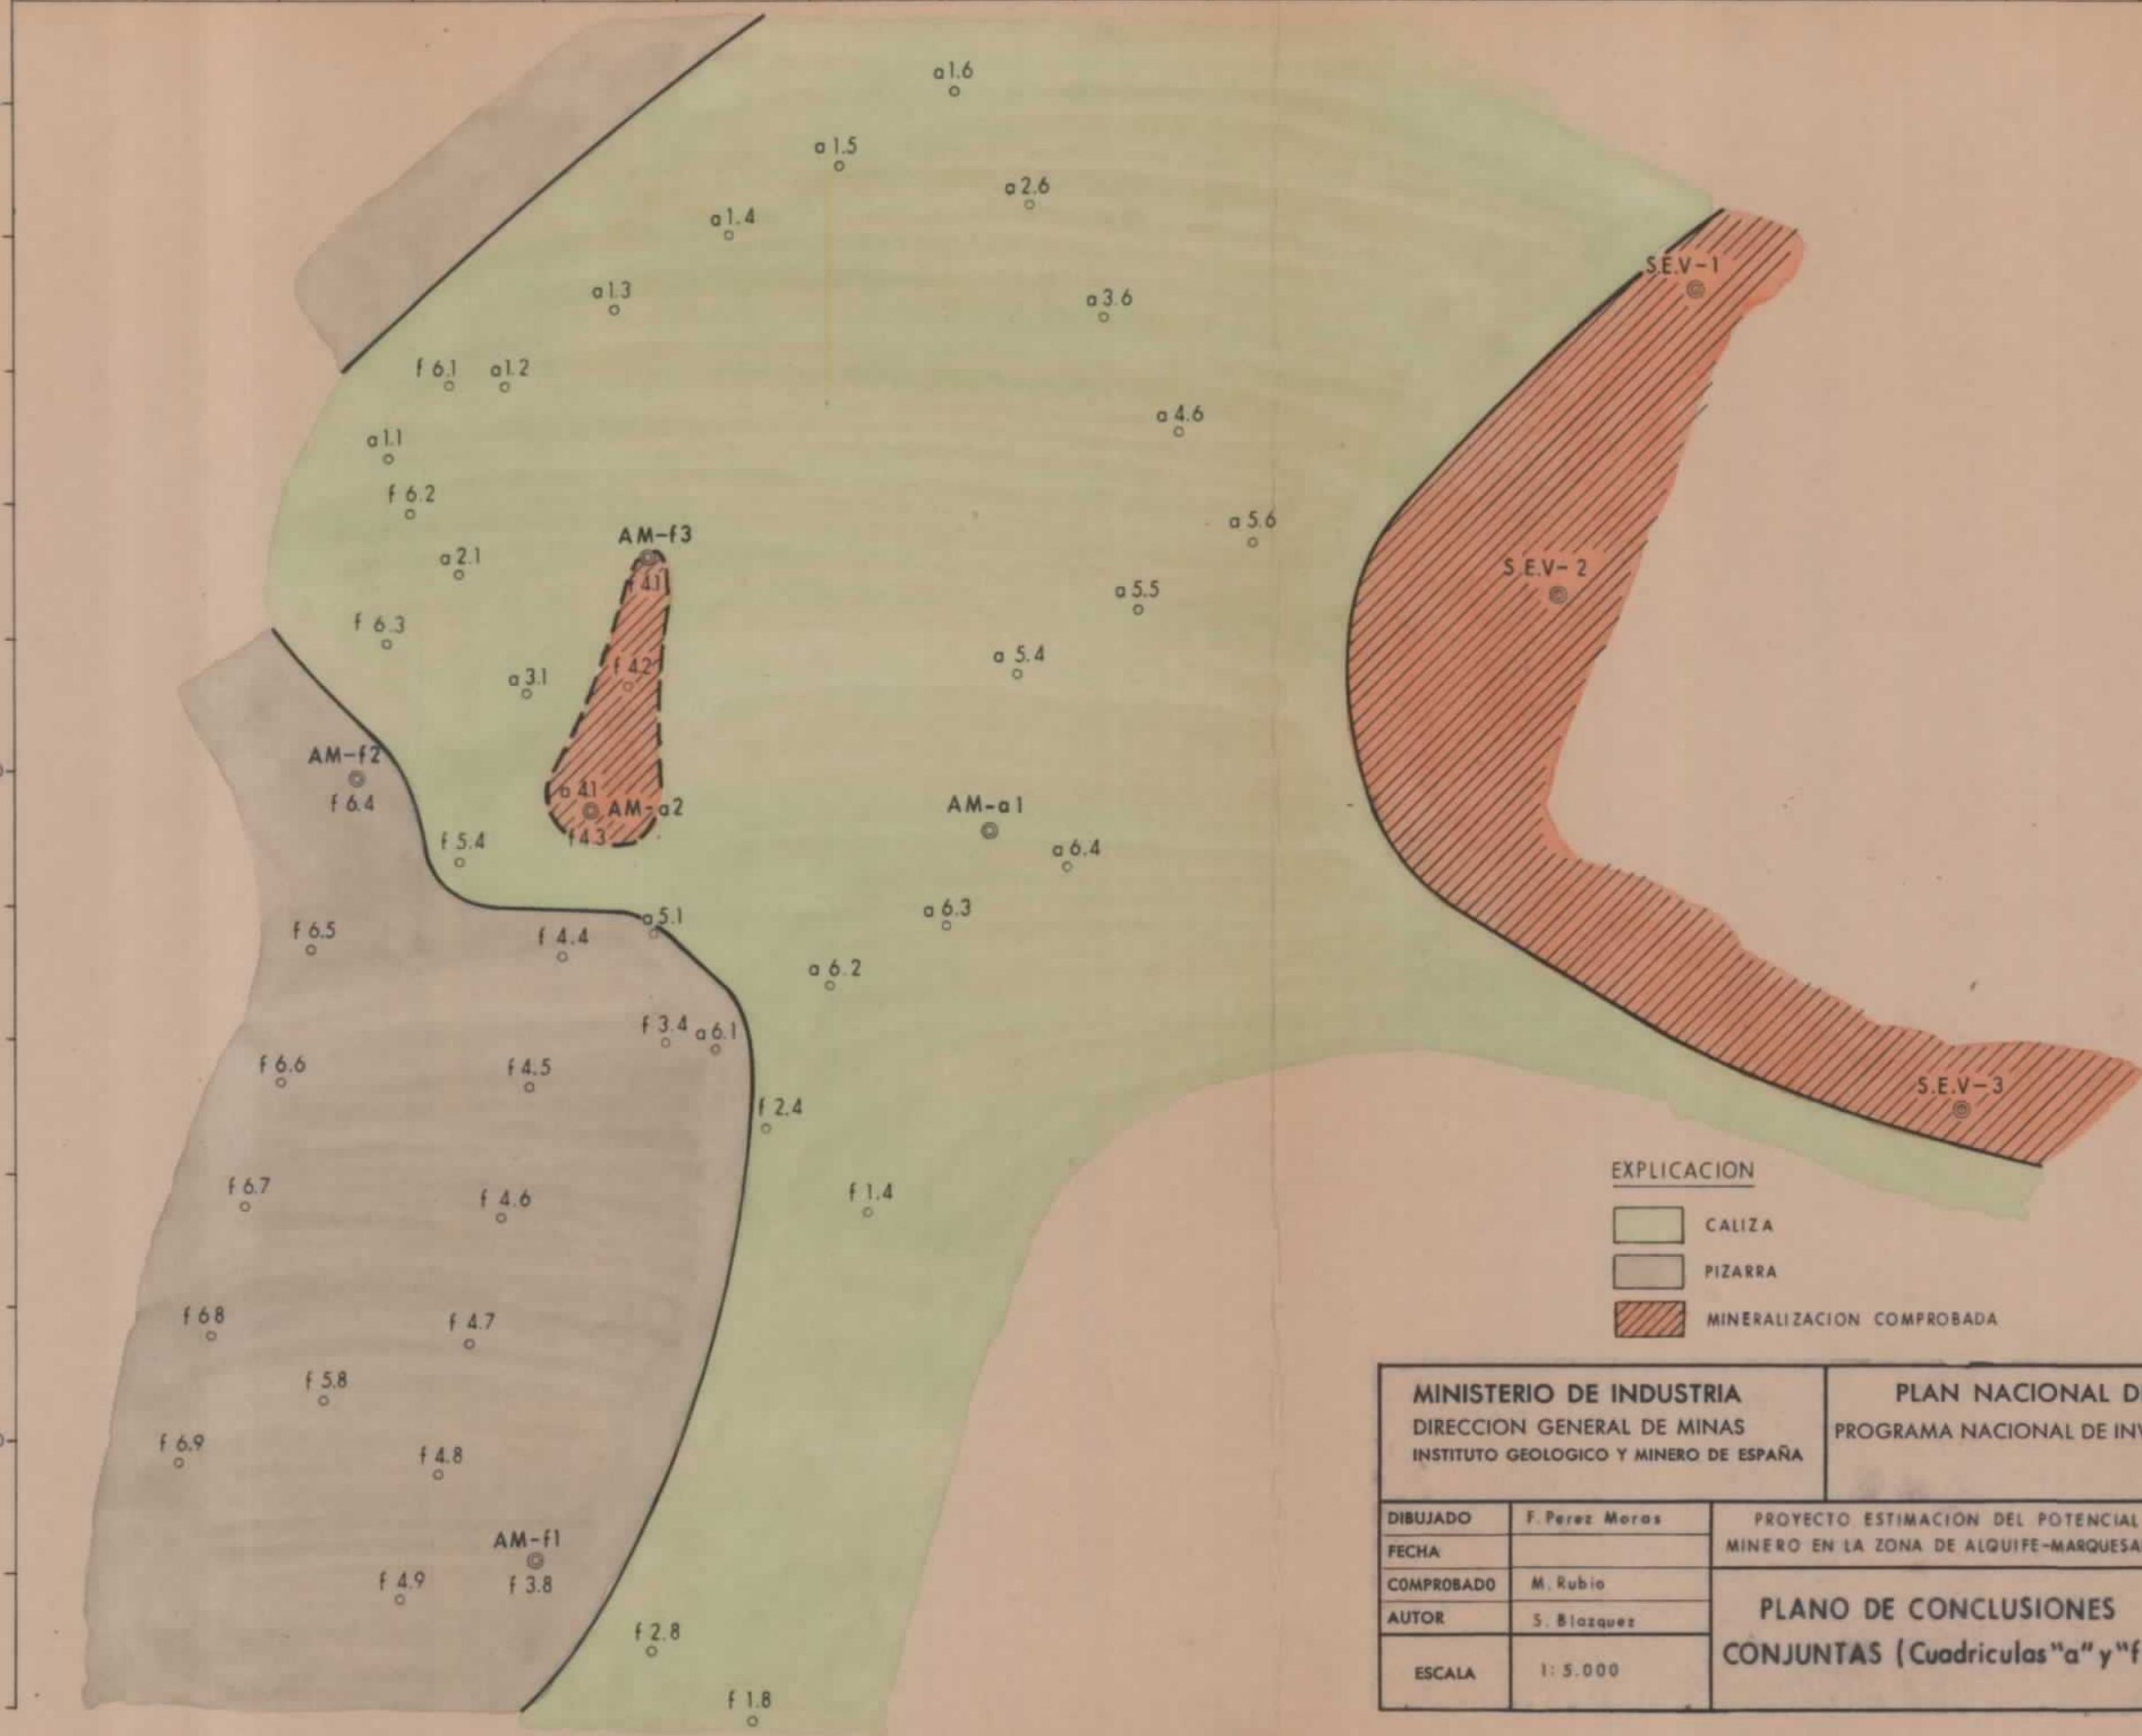 a 1.6
a 1.5
a 2.6
a 1.4
S.E.V-1
a 1.3
a 3.6
f 6.1
a 1.2
a 4.6
a 1.1
f 6.2
a 5.6
AM-f3
a 2.1
S.E.V-2
f 4.1
a 5.5
f 6.3
a 5.4
f 4.2
a 3.1
AM-f2
f 6.4
a 4.1
AM-a2
AM-a1
f 4.3
f 5.4
a 6.4
a 5.1
a 6.3
f 6.5
f 4.4
a 6.2
f 3.4
a 6.1
f 6.6
f 4.5
S.E.V-3
f 2.4
f 6.7
f 4.6
f 1.4
f 6.8
f 4.7
f 5.8
f 6.9
f 4.8
AM-f1
f 4.9
f 3.8
f 2.8
f 1.8
EXPLICACION
CALIZA
PIZARRA
MINERALIZACION COMPROBADA
MINISTERIO DE INDUSTRIA
DIRECCION GENERAL DE MINAS
INSTITUTO GEOLOGICO Y MINERO DE ESPAÑA
PLAN NACIONAL D
PROGRAMA NACIONAL DE INV
DIBUJADO F. Perez Moras
FECHA
COMPROBADO M. Rubio
AUTOR S. Blazquez
ESCALA 1: 5.000
PROYECTO ESTIMACION DEL POTENCIAL
MINERO EN LA ZONA DE ALQUIFE-MARQUESA
PLANO DE CONCLUSIONES
CONJUNTAS (Cuadriculas "a" y "f